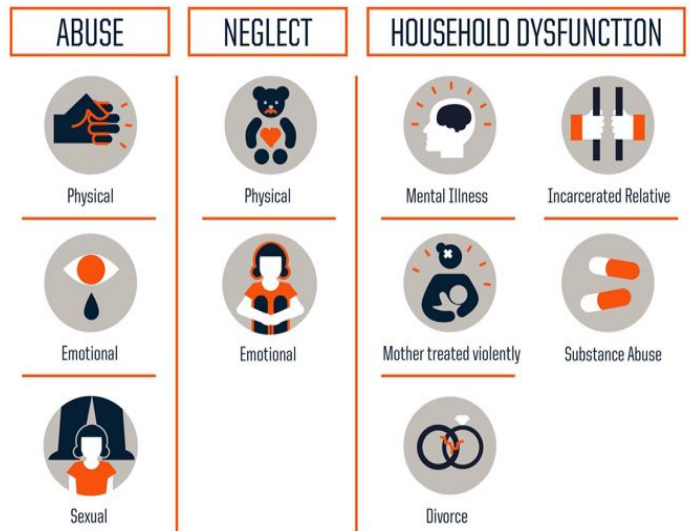 ABUSE
NEGLECT
HOUSEHOLD DYSFUNCTION
Physical
Emotional
Sexual
Physical
Emotional
Mental Illness
Incarcerated Relative
Mother treated violently
Substance Abuse
Divorce